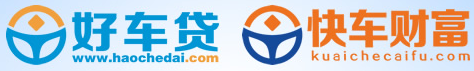 好车贷
www.haochedai.com
快车财富
kuaichecaifu.com